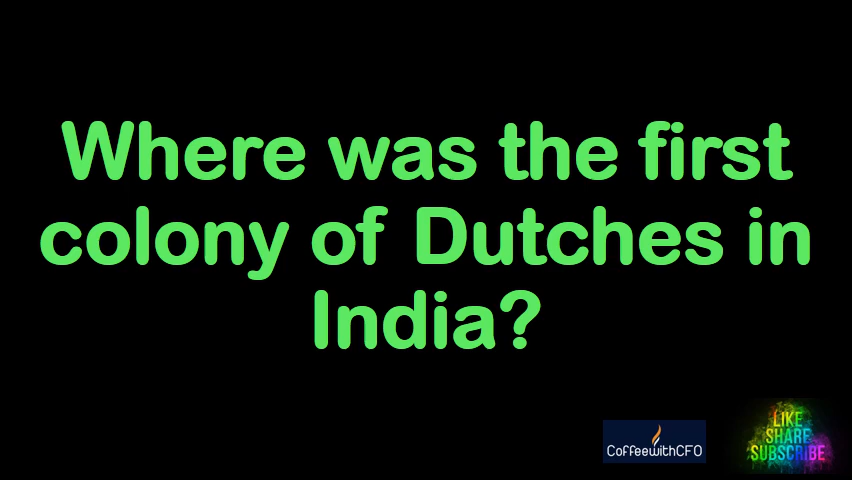 Where was the first
colony of Dutches in
India?
CoffeewithCFO
LIKE
SHARE
SUBSCRIBE